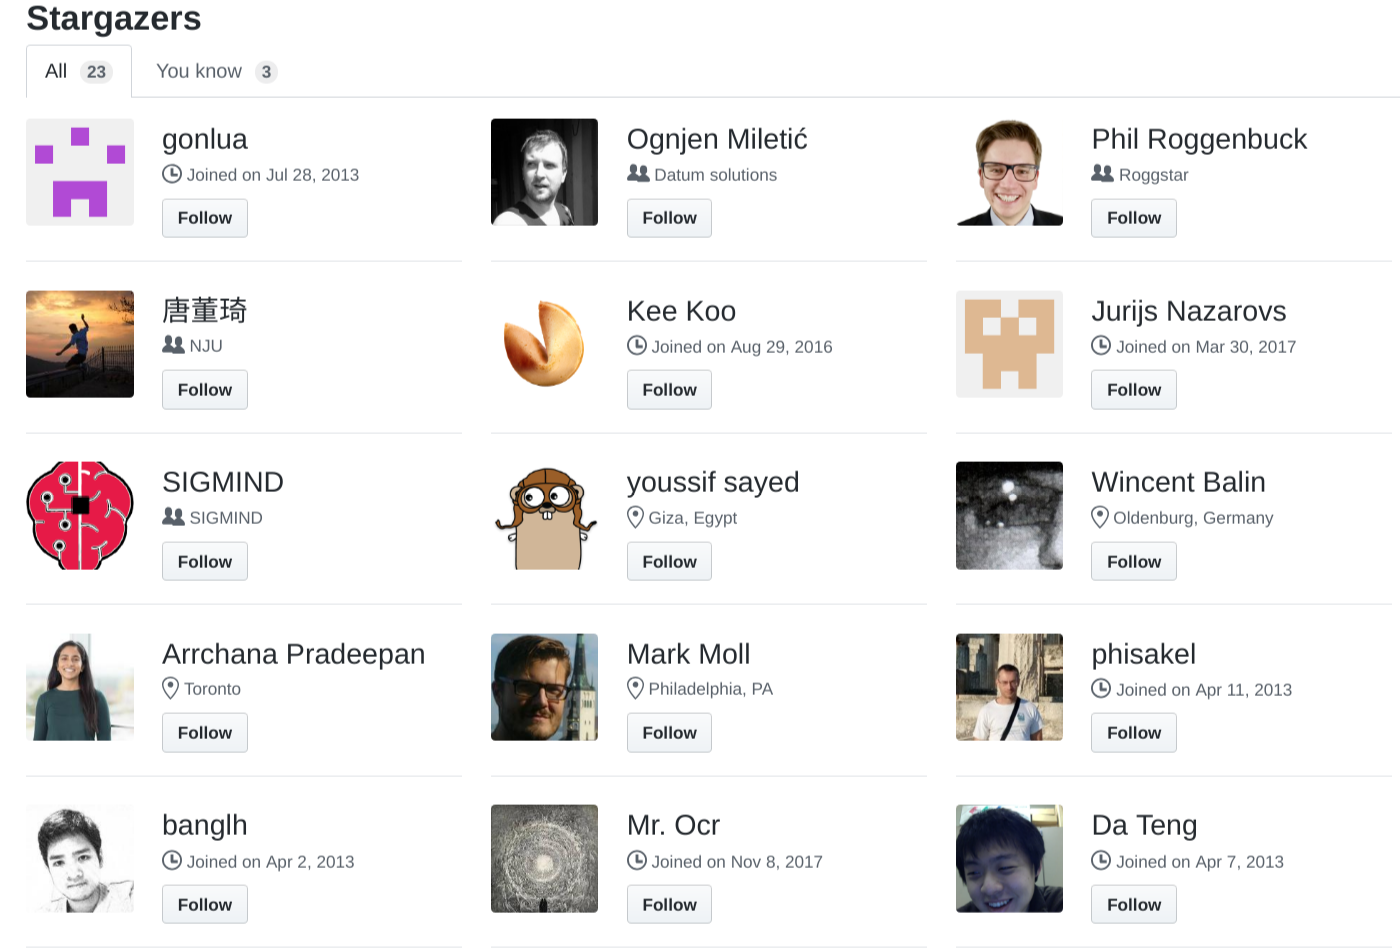 Stargazers
All 23 You know 3
gonlua
Joined on Jul 28, 2013
Follow
Ognjen Miletić
Datum solutions
Follow
Phil Roggenbuck
Roggstar
Follow
唐董琦
NJU
Follow
Kee Koo
Joined on Aug 29, 2016
Follow
Jurijs Nazarovs
Joined on Mar 30, 2017
Follow
SIGMIND
SIGMIND
Follow
youssif sayed
Giza, Egypt
Follow
Wincent Balin
Oldenburg, Germany
Follow
Arrchana Pradeepan
Toronto
Follow
Mark Moll
Philadelphia, PA
Follow
phisakel
Joined on Apr 11, 2013
Follow
banglh
Joined on Apr 2, 2013
Follow
Mr. Ocr
Joined on Nov 8, 2017
Follow
Da Teng
Joined on Apr 7, 2013
Follow